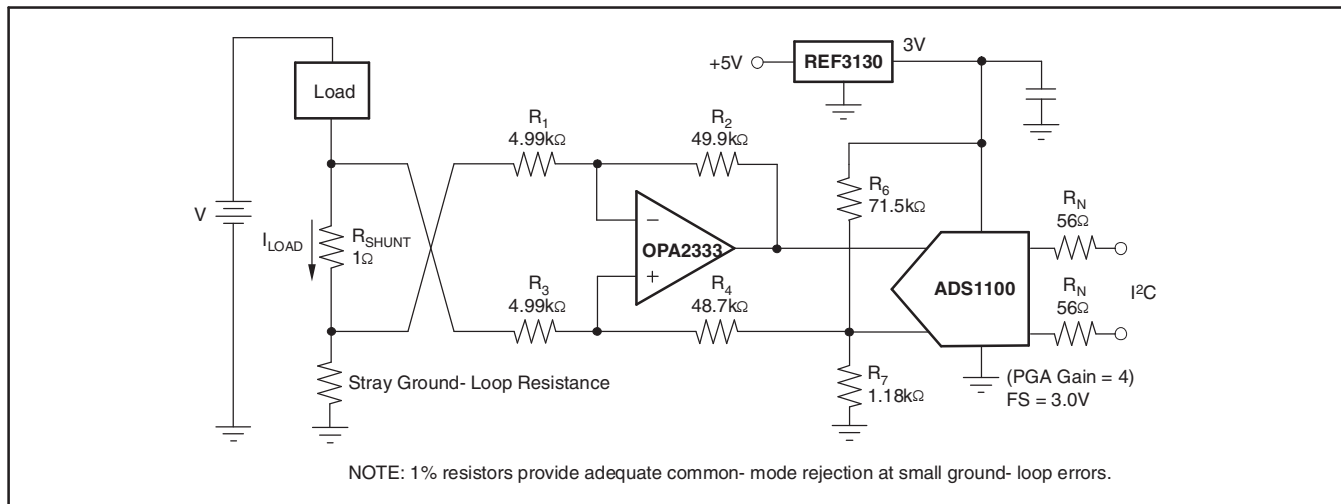 3V
+5V
REF3130
Load
R1
4.99kΩ
R2
49.9kΩ
R6
71.5kΩ
RN
56Ω
V
ILOAD
RSHUNT
1Ω
−
OPA2333
+
ADS1100
R3
4.99kΩ
R4
48.7kΩ
RN
56Ω
I²C
Stray Ground- Loop Resistance
R7
1.18kΩ
(PGA Gain = 4)
FS = 3.0V
NOTE: 1% resistors provide adequate common- mode rejection at small ground- loop errors.